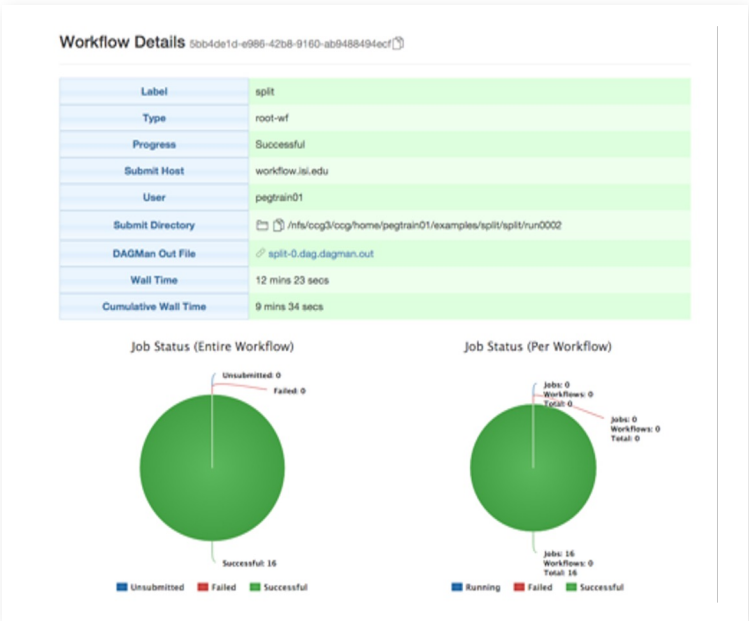 Workflow Details 5bb4de1d-e986-42b8-9160-ab9488494ecf
Label split
Type root-wf
Progress Successful
Submit Host workflow.isi.edu
User pegtrain01
Submit Directory /nfs/ccg3/ccg/home/pegtrain01/examples/split/split/run0002
DAGMan Out File split-0.dag.dagman.out
Wall Time 12 mins 23 secs
Cumulative Wall Time 9 mins 34 secs
Job Status (Entire Workflow)
Unsubmitted: 0
Failed: 0
Successful: 16
Unsubmitted Failed Successful
Job Status (Per Workflow)
Jobs: 0
Workflows: 0
Total: 0
Jobs: 0
Workflows: 0
Total: 0
Jobs: 16
Workflows: 0
Total: 16
Running Failed Successful